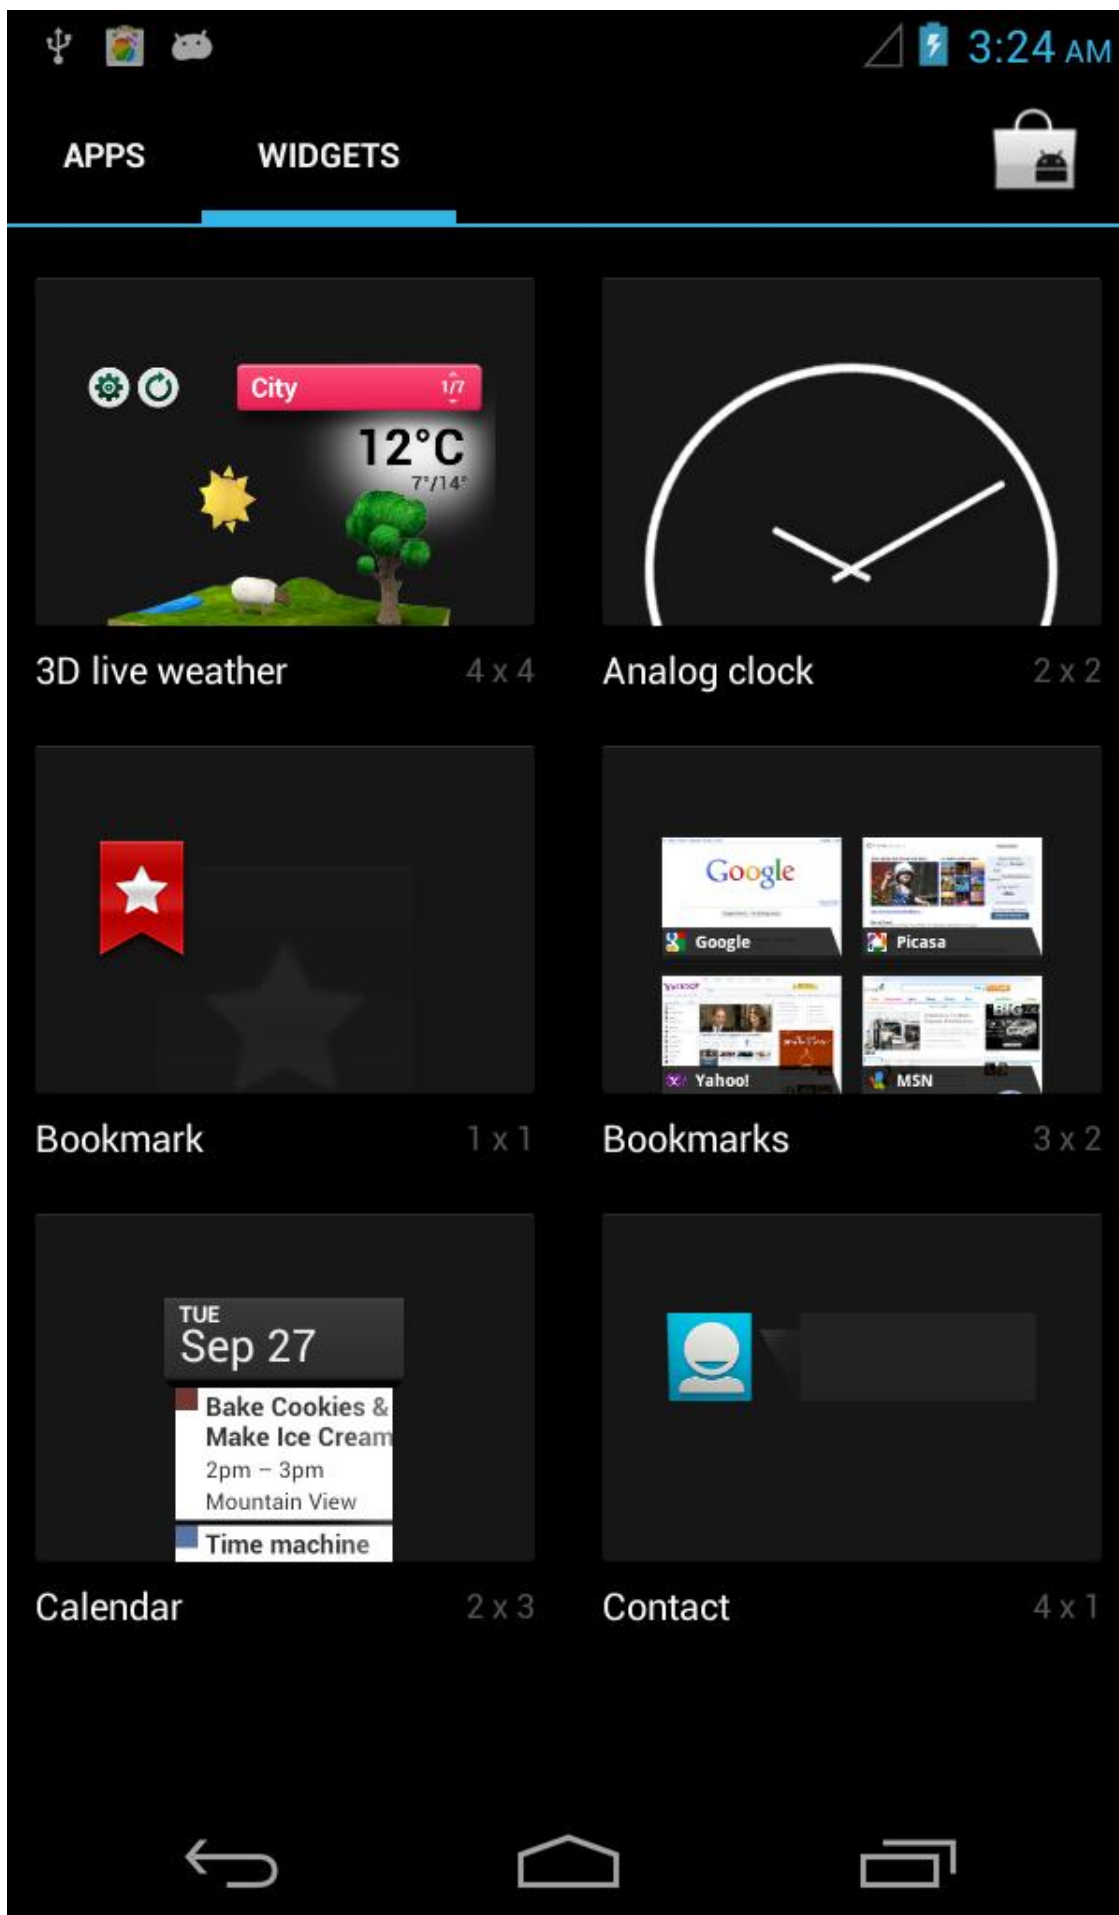 3:24 AM
APPS WIDGETS
City 1/7
12°C
7°/14°
3D live weather 4 x 4
Analog clock 2 x 2
Google
Google Picasa
YAHOO!
BIG
Yahoo! MSN
Bookmark 1 x 1
Bookmarks 3 x 2
TUE
Sep 27
Bake Cookies &
Make Ice Cream
2pm – 3pm
Mountain View
Time machine
Calendar 2 x 3
Contact 4 x 1